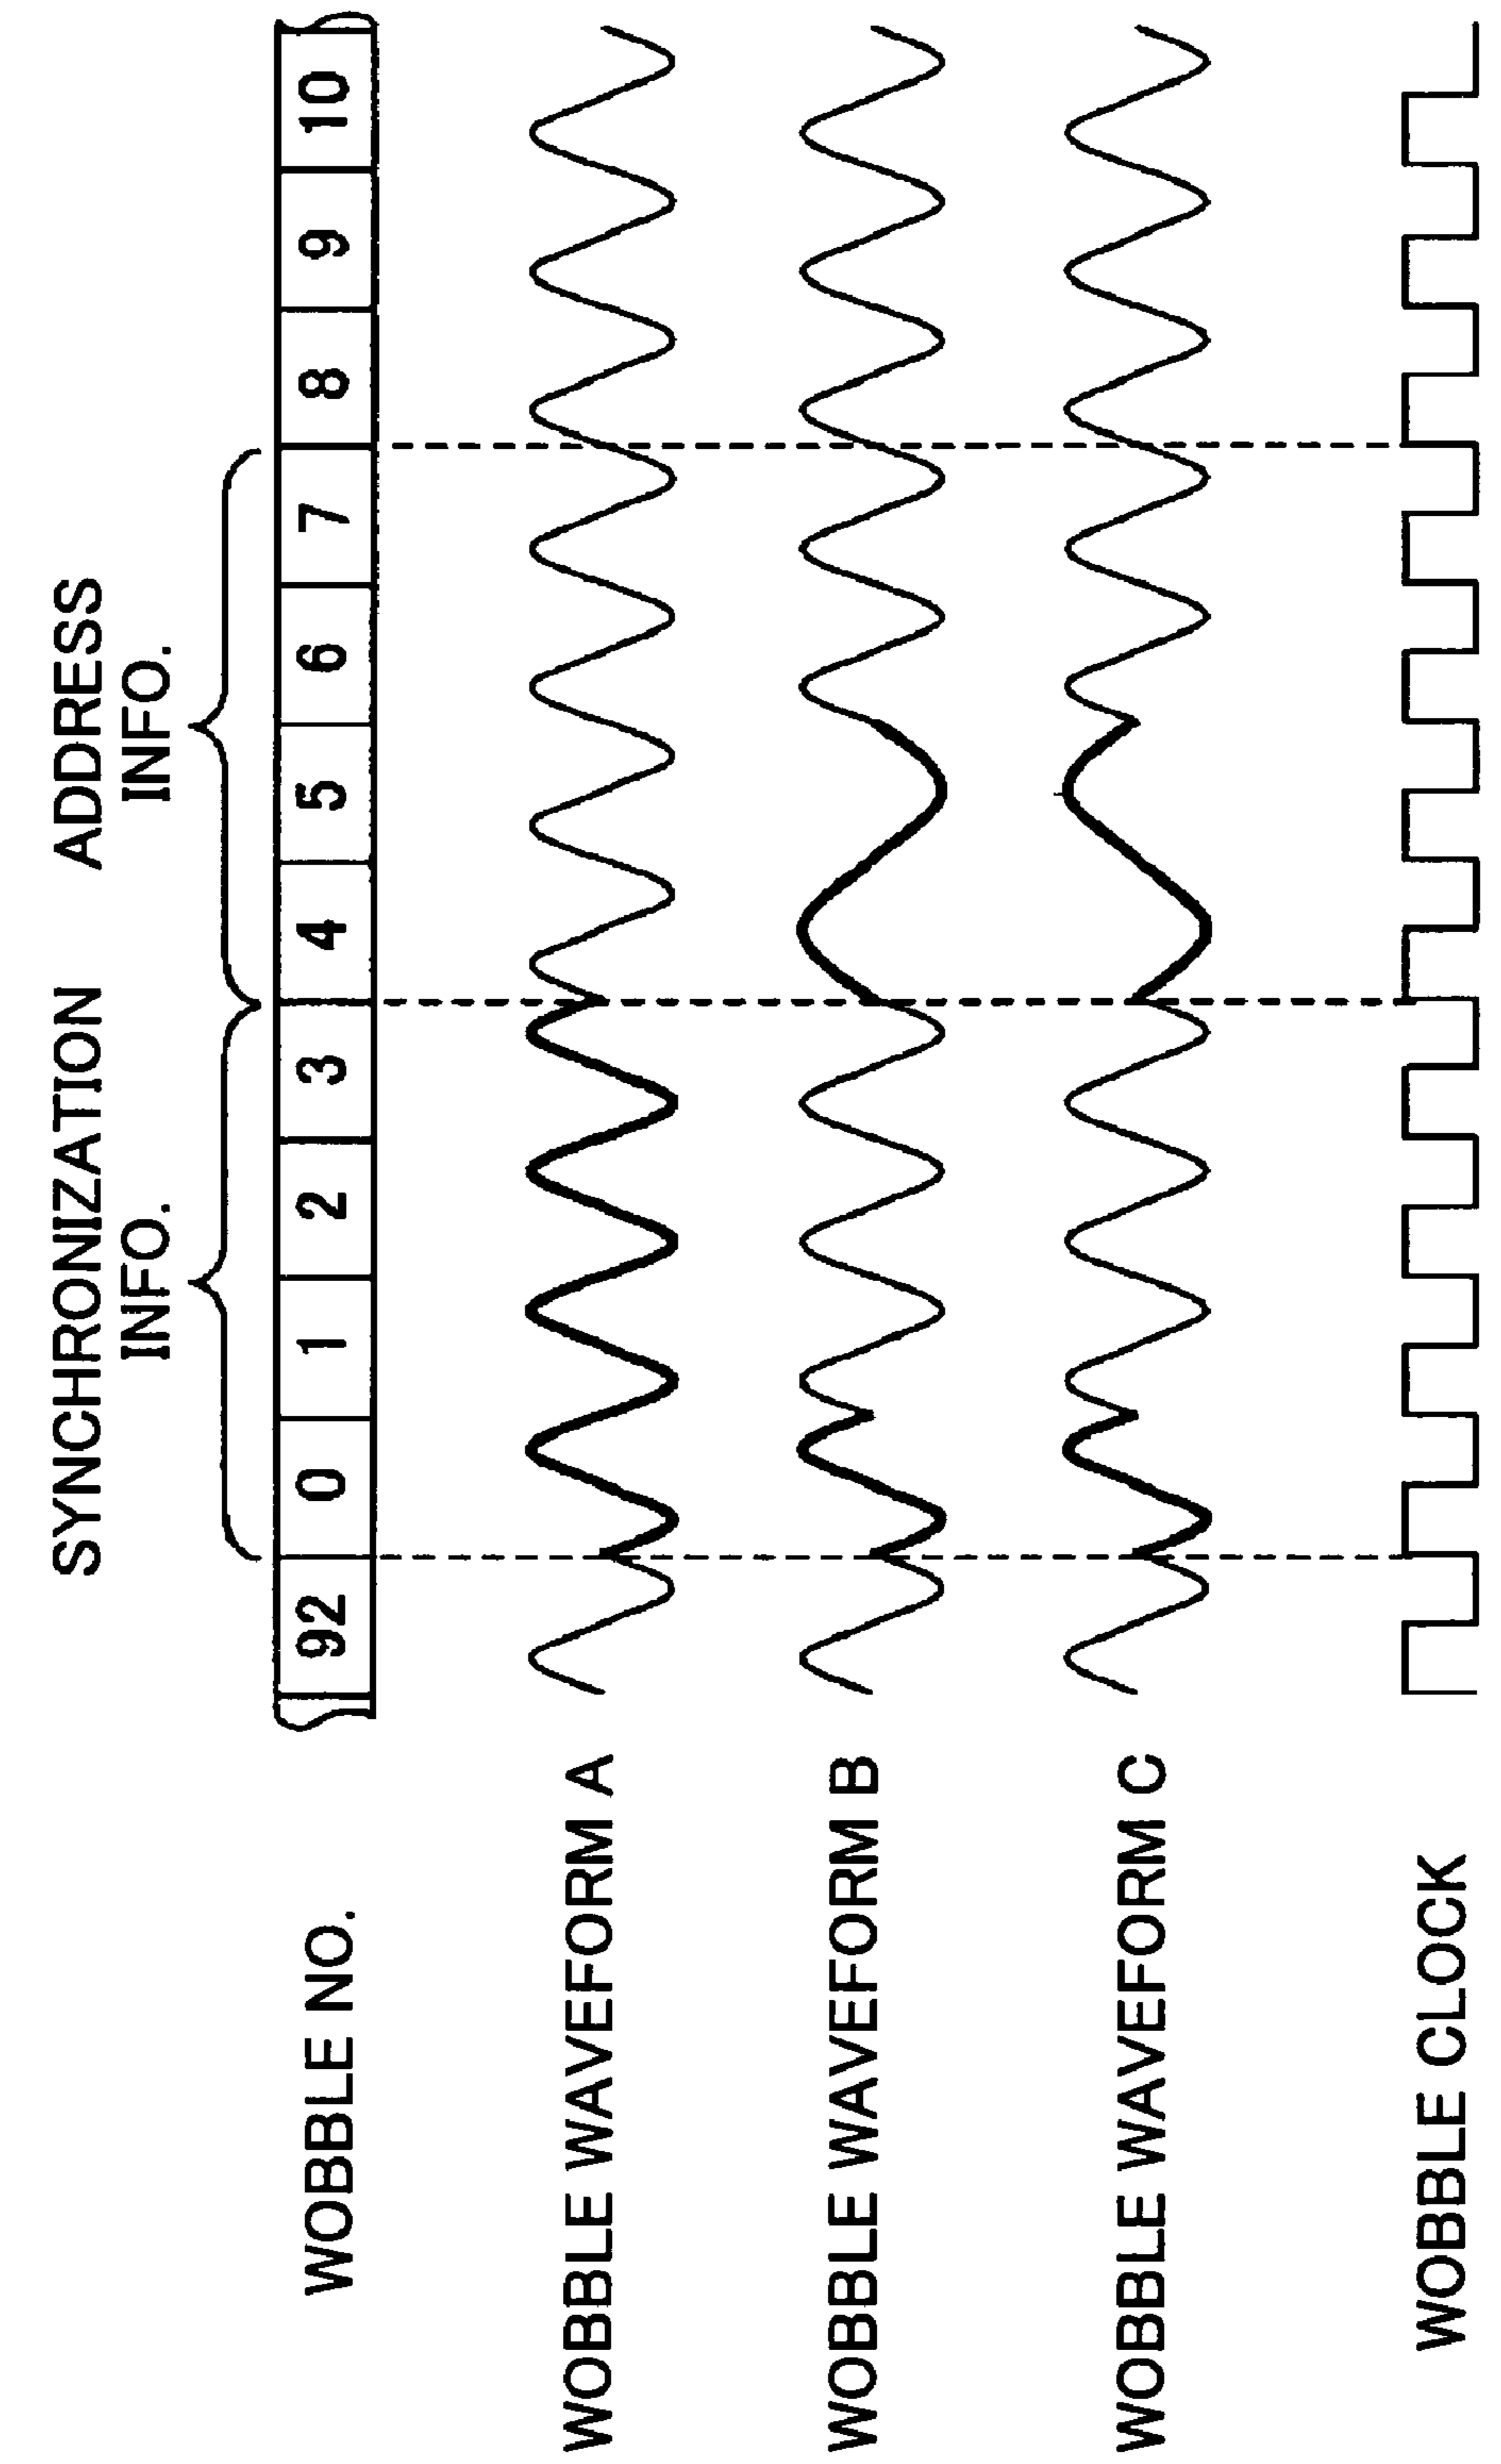 SYNCHRONIZATION INFO.
ADDRESS INFO.
WOBBLE NO.
92 0 1 2 3 4 5 6 7 8 9 10
WOBBLE WAVEFORM A
WOBBLE WAVEFORM B
WOBBLE WAVEFORM C
WOBBLE CLOCK